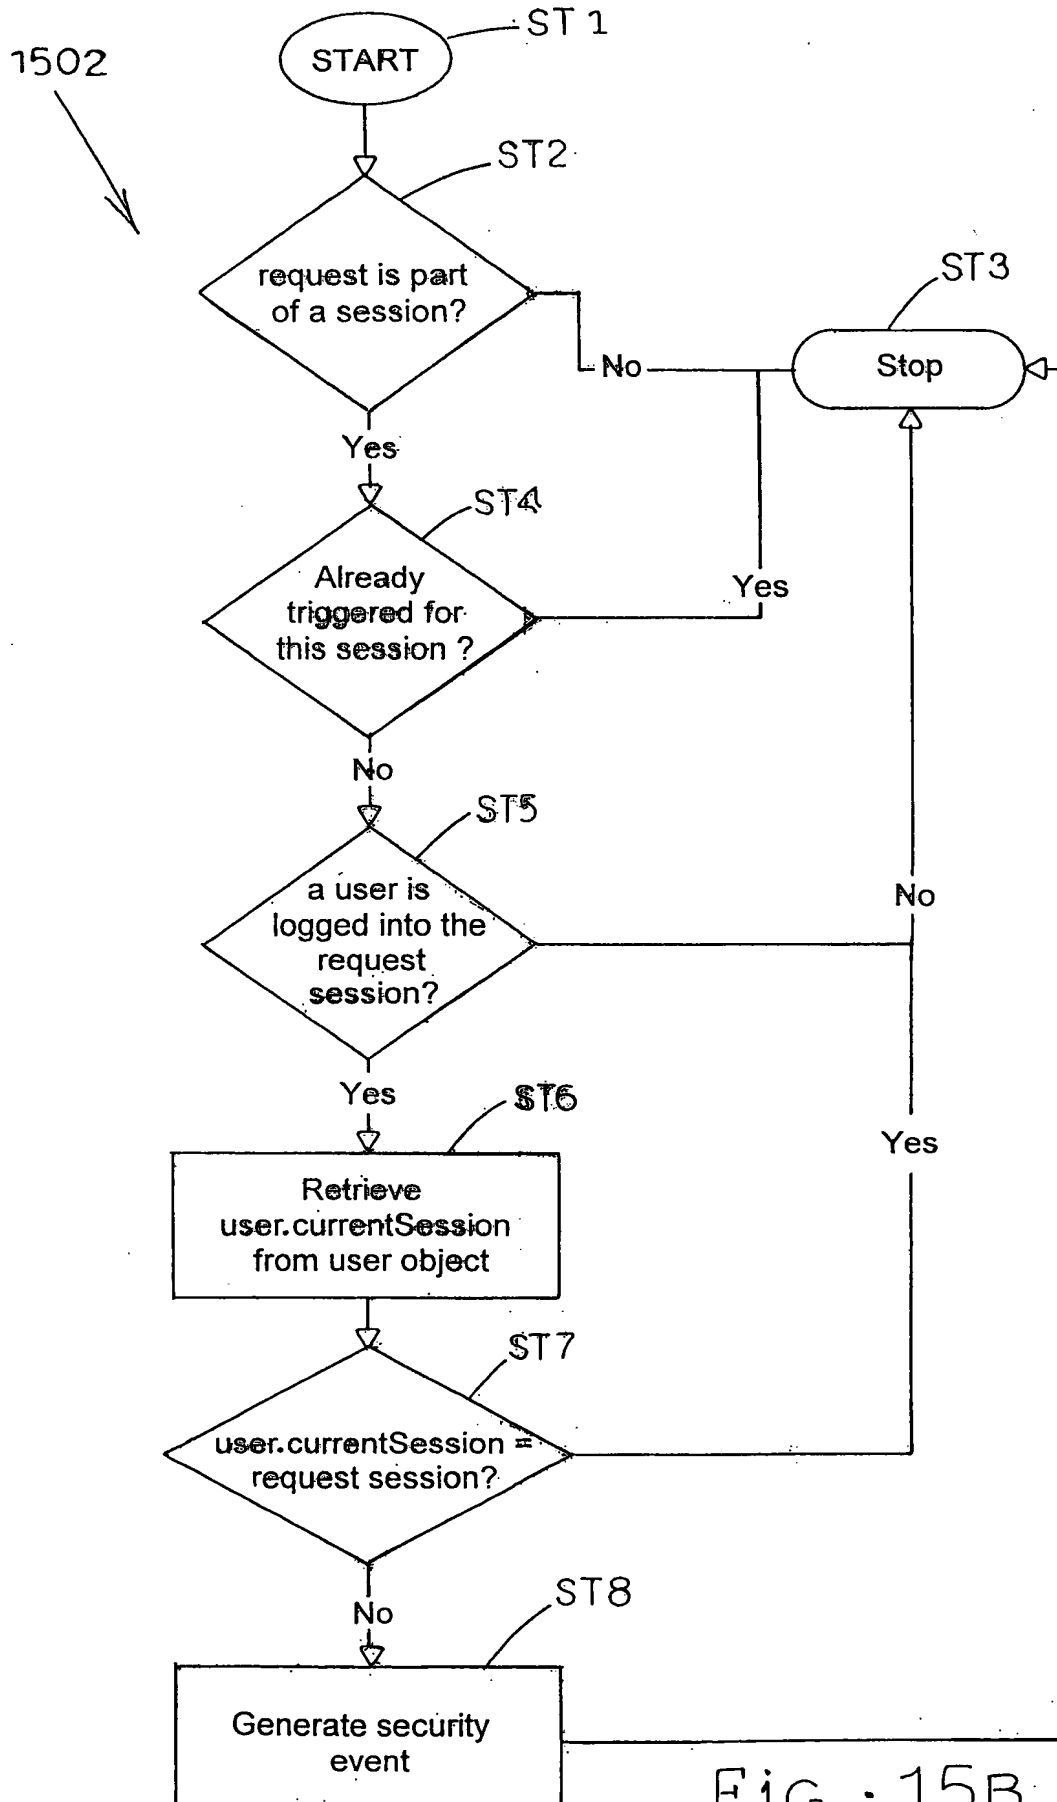 1502
START
ST 1
ST2
request is part
of a session?
ST3
Stop
No
Yes
ST4
Already
triggered for
this session ?
Yes
No
ST5
a user is
logged into the
request
session?
No
Yes
ST6
Yes
Retrieve
user.currentSession
from user object
ST7
user.currentSession =
request session?
No
ST8
Generate security
event
FiG . 15B